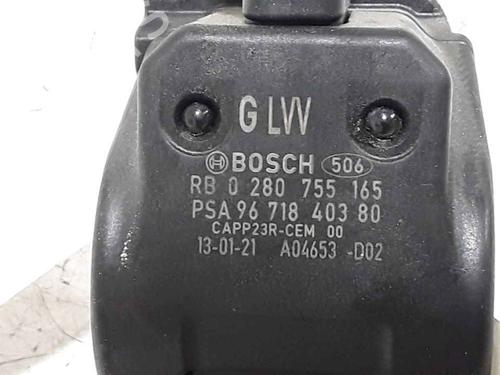 G LVV
BOSCH 506
RB 0 280 755 165
PSA 96 718 403 80
CAPP23R-CEM 00
13-01-21 A04653 -D02